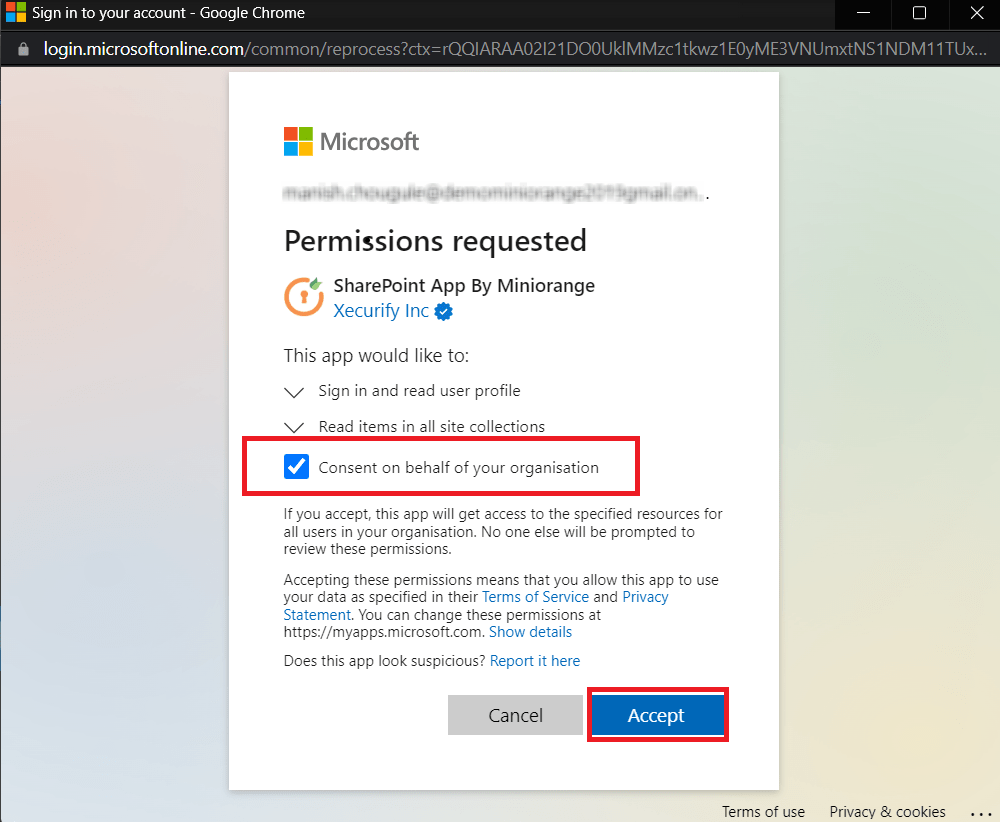 Sign in to your account - Google Chrome
login.microsoftonline.com/common/reprocess?ctx=rQQIARAA02I21DO0UklMMzc1tkwz1E0yME3VNUmxtNS1NDM11TUx...
Microsoft
Permissions requested
SharePoint App By Miniorange
Xecurify Inc
This app would like to:
Sign in and read user profile
Read items in all site collections
Consent on behalf of your organisation
If you accept, this app will get access to the specified resources for
all users in your organisation. No one else will be prompted to
review these permissions.
Accepting these permissions means that you allow this app to use
your data as specified in their Terms of Service and Privacy
Statement. You can change these permissions at
https://myapps.microsoft.com. Show details
Does this app look suspicious? Report it here
Cancel Accept
Terms of use Privacy & cookies ...